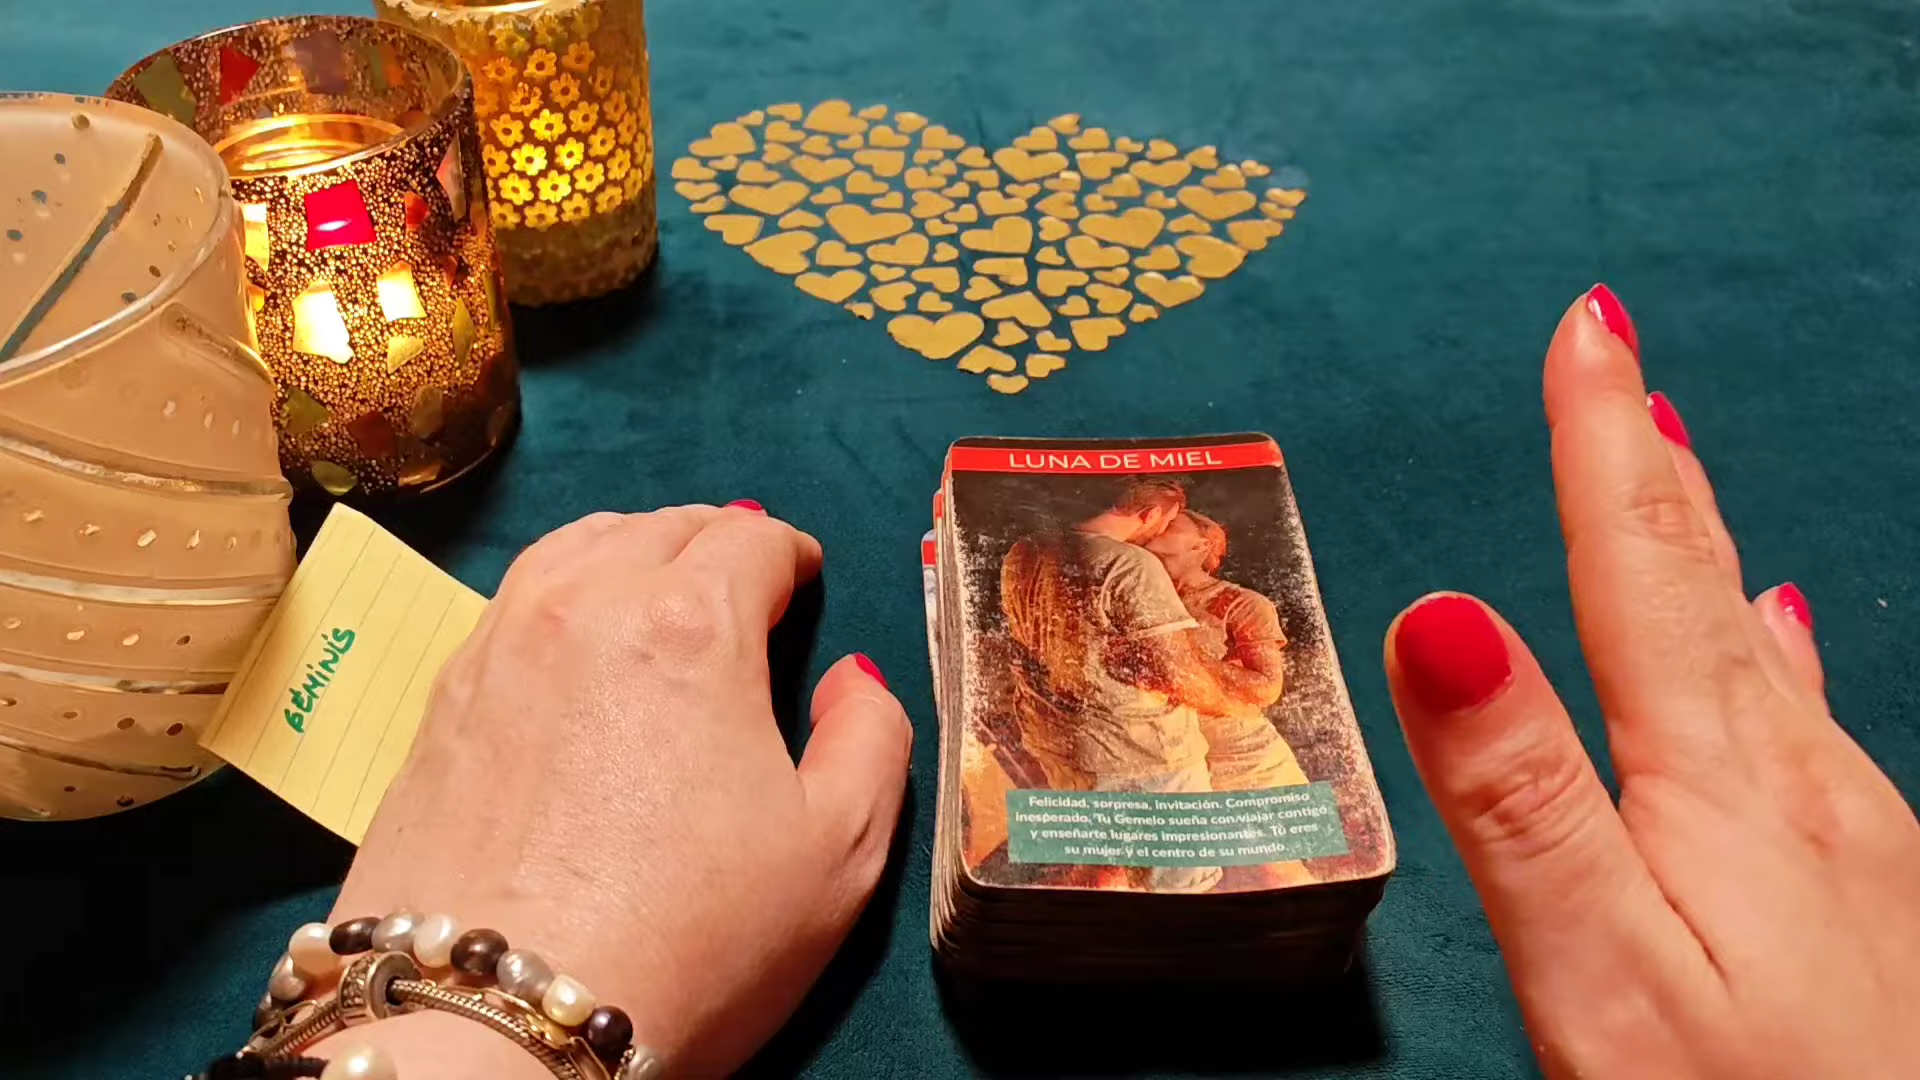 LUNA DE MIEL
Felicidad, sorpresa, invitación. Compromiso
inesperado. Tu Gemelo sueña con viajar contigo
y enseñarte lugares impresionantes. Tú eres
su mujer y el centro de su mundo.
GÉMINIS